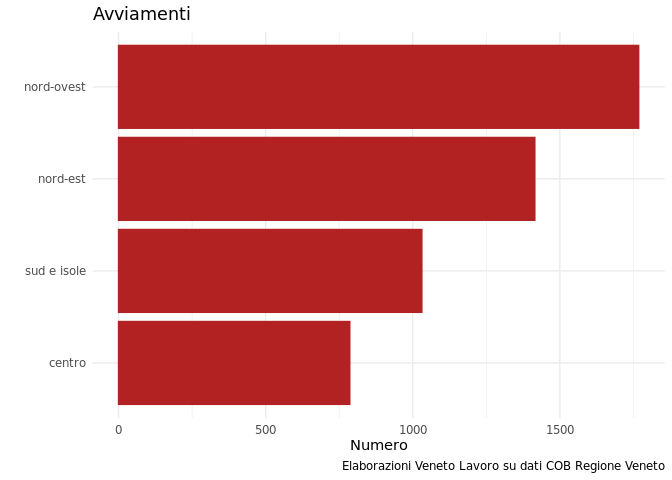 Avviamenti
nord-ovest
nord-est
sud e isole
centro
0 500 1000 1500
Numero
Elaborazioni Veneto Lavoro su dati COB Regione Veneto